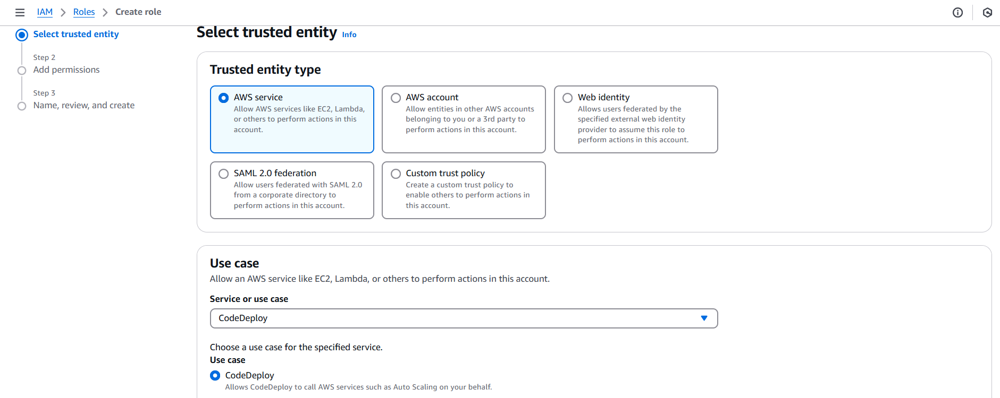 IAM > Roles > Create role
Select trusted entity
Step 2
Add permissions
Step 3
Name, review, and create
Select trusted entity Info
Trusted entity type
AWS service
Allow AWS services like EC2, Lambda,
or others to perform actions in this
account.
AWS account
Allow entities in other AWS accounts
belonging to you or a 3rd party to
perform actions in this account.
Web identity
Allows users federated by the
specified external web identity
provider to assume this role to
perform actions in this account.
SAML 2.0 federation
Allow users federated with SAML 2.0
from a corporate directory to
perform actions in this account.
Custom trust policy
Create a custom trust policy to
enable others to perform actions in
this account.
Use case
Allow an AWS service like EC2, Lambda, or others to perform actions in this account.
Service or use case
CodeDeploy
Choose a use case for the specified service.
Use case
CodeDeploy
Allows CodeDeploy to call AWS services such as Auto Scaling on your behalf.